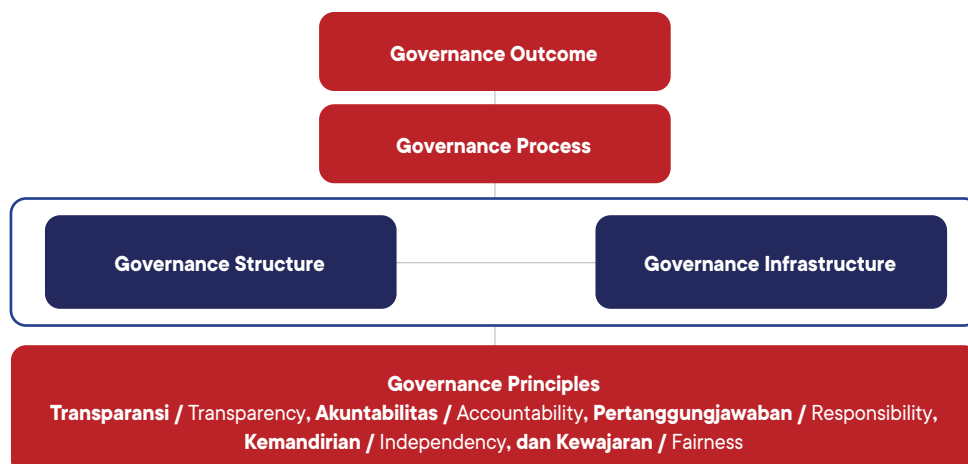 Governance Outcome
Governance Process
Governance Structure
Governance Infrastructure
Governance Principles
Transparansi / Transparency, Akuntabilitas / Accountability, Pertanggungjawaban / Responsibility,
Kemandirian / Independency, dan Kewajaran / Fairness